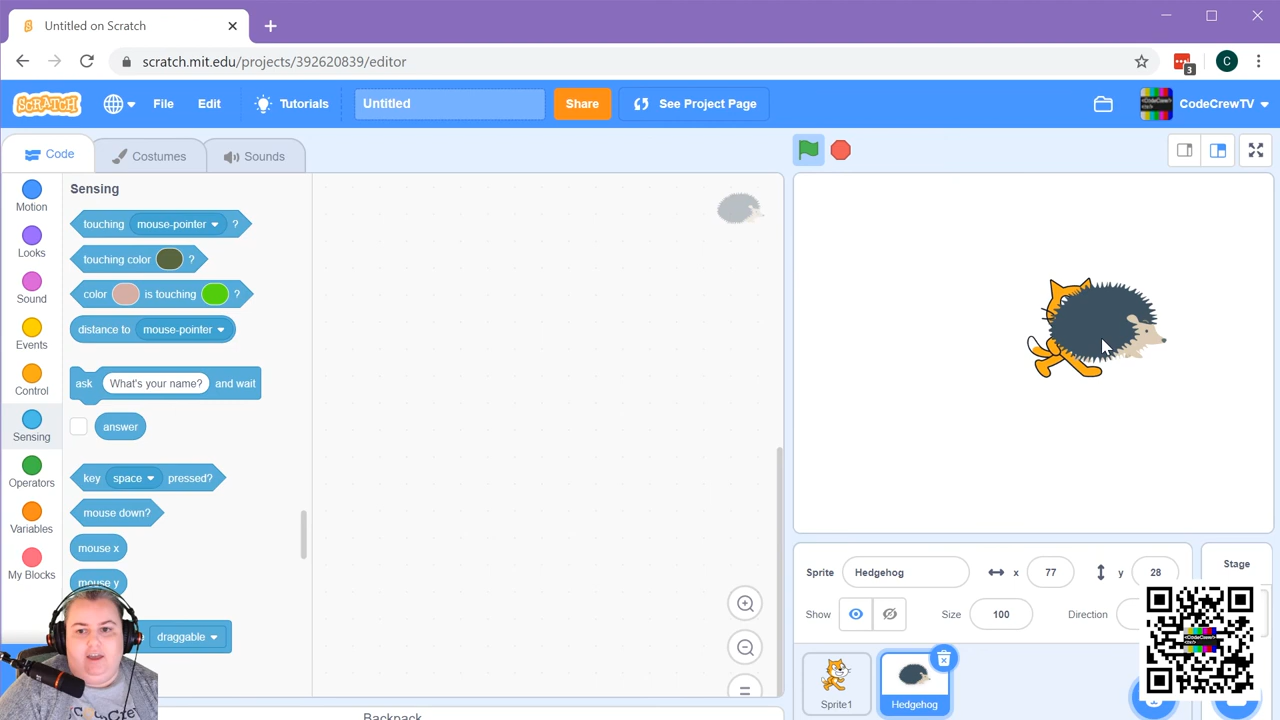 Untitled on Scratch
scratch.mit.edu/projects/392620839/editor
C
3
SCRATCH
File
Edit
Tutorials
Untitled
Share
See Project Page
CodeCrewTV
Code
Costumes
Sounds
Motion
Looks
Sound
Events
Control
Sensing
Operators
Variables
My Blocks
Sensing
touching mouse-pointer ?
touching color ?
color is touching ?
distance to mouse-pointer
ask What's your name? and wait
answer
key space pressed?
mouse down?
mouse x
mouse y
draggable
Sprite Hedgehog x 77 y 28
Show Size 100 Direction
Stage
Sprite1
Hedgehog
Backpack